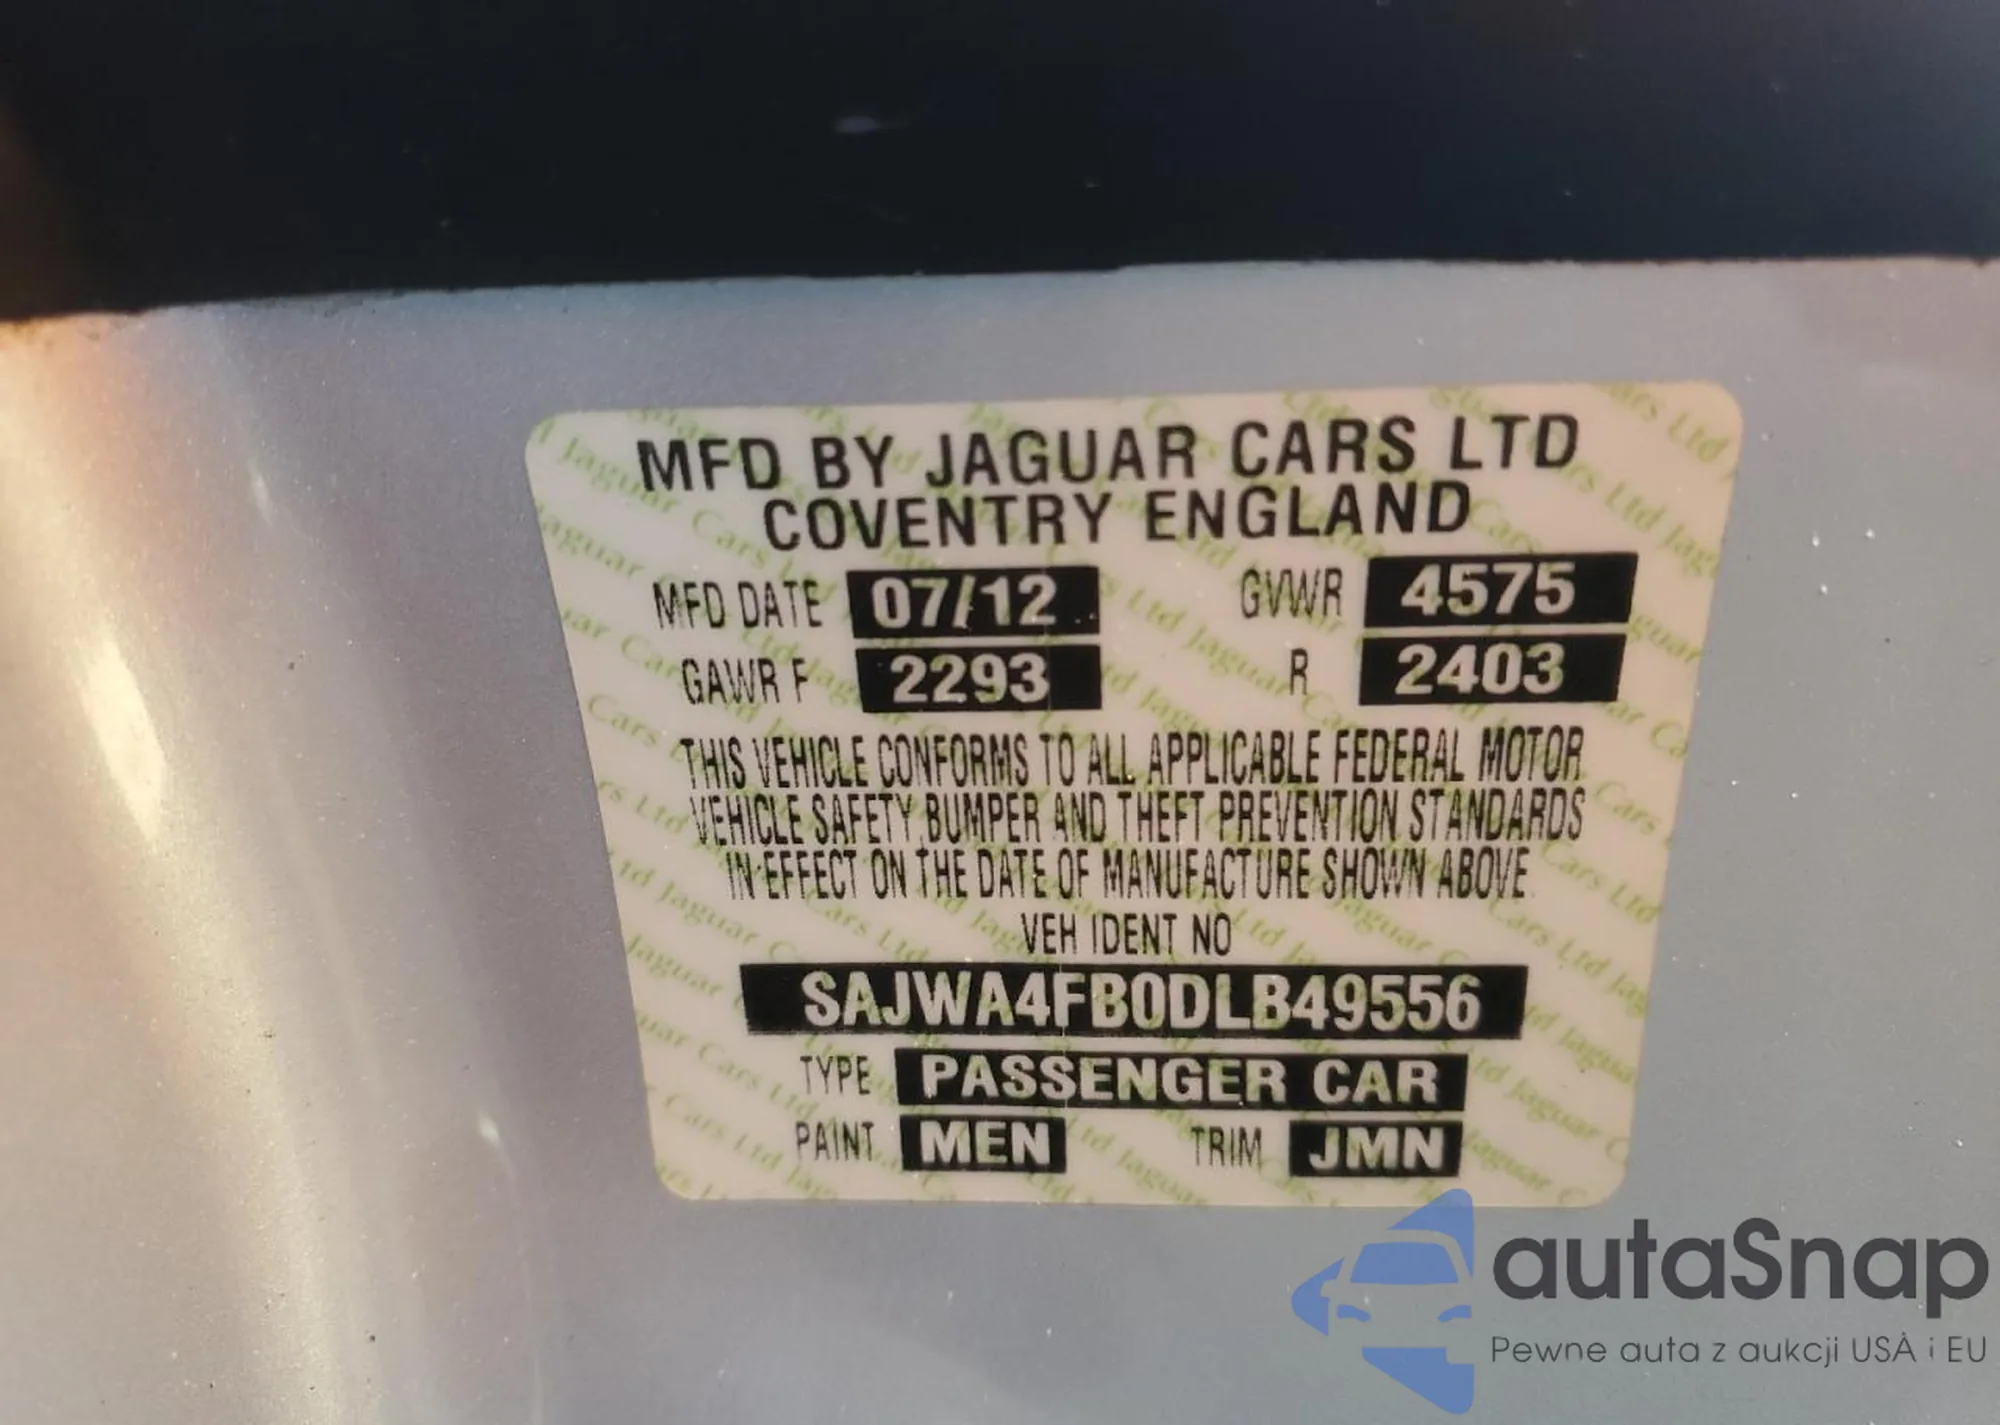 MFD BY JAGUAR CARS LTD
COVENTRY ENGLAND
MFD DATE 07/12 GVWR 4575
GAWR F 2293 R 2403
THIS VEHICLE CONFORMS TO ALL APPLICABLE FEDERAL MOTOR
VEHICLE SAFETY, BUMPER AND THEFT PREVENTION STANDARDS
IN EFFECT ON THE DATE OF MANUFACTURE SHOWN ABOVE.
VEH IDENT NO
SAJWA4FB0DLB49556
TYPE PASSENGER CAR
PAINT MEN TRIM JMN
autaSnap
Pewne auta z aukcji USA i EU